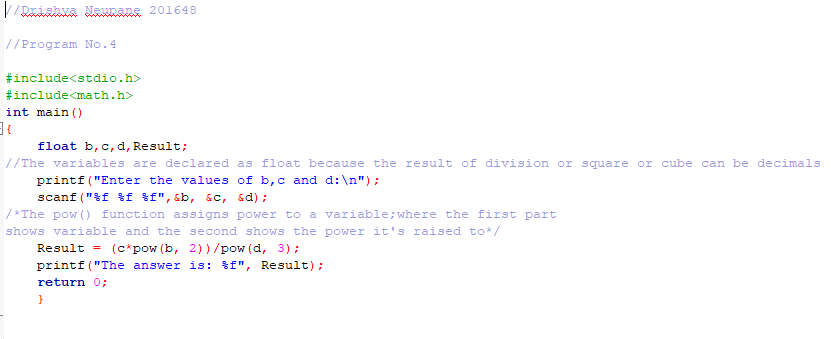 //Drishya Neupane 201648
//Program No.4
#include<stdio.h>
#include<math.h>
int main()
{
float b,c,d,Result;
//The variables are declared as float because the result of division or square or cube can be decimals
printf("Enter the values of b,c and d:\n");
scanf("%f %f %f",&b, &c, &d);
/*The pow() function assigns power to a variable;where the first part
shows variable and the second shows the power it's raised to*/
Result = (c*pow(b, 2))/pow(d, 3);
printf("The answer is: %f", Result);
return 0;
}